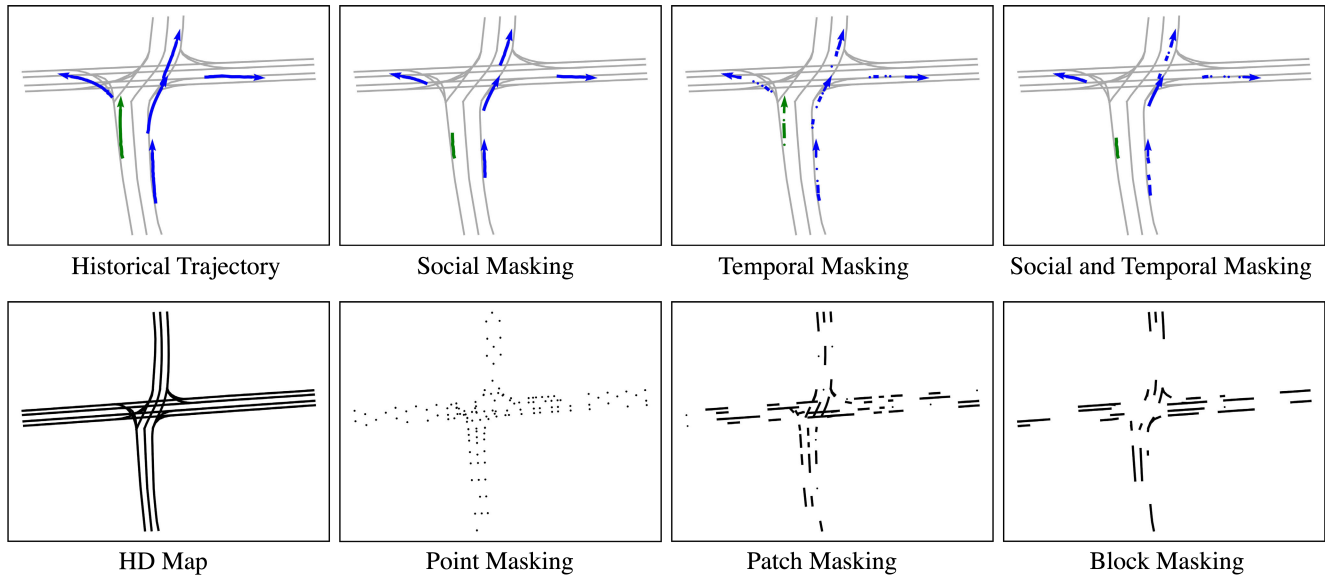 Historical Trajectory
Social Masking
Temporal Masking
Social and Temporal Masking
HD Map
Point Masking
Patch Masking
Block Masking